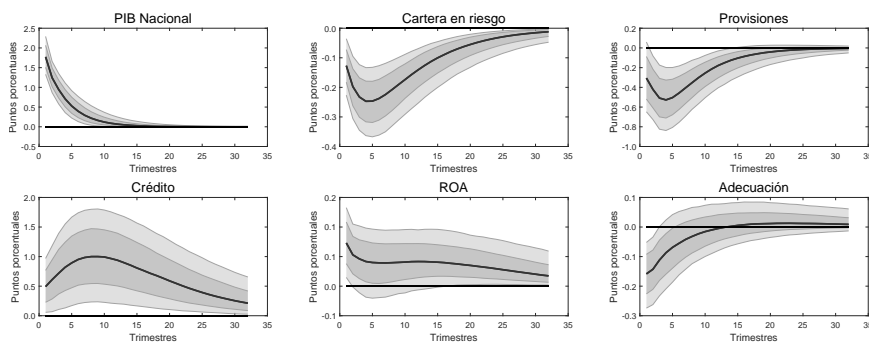 PIB Nacional
Cartera en riesgo
Provisiones
2.5
2.0
1.5
1.0
0.5
0.0
-0.5
Puntos porcentuales
0 5 10 15 20 25 30 35
Trimestres
0.0
-0.1
-0.2
-0.3
-0.4
Puntos porcentuales
0 5 10 15 20 25 30 35
Trimestres
0.2
0.0
-0.2
-0.4
-0.6
-0.8
-1.0
Puntos porcentuales
0 5 10 15 20 25 30 35
Trimestres
Crédito
ROA
Adecuación
2.0
1.5
1.0
0.5
0.0
Puntos porcentuales
0 5 10 15 20 25 30 35
Trimestres
0.2
0.1
0.1
0.0
-0.1
Puntos porcentuales
0 5 10 15 20 25 30 35
Trimestres
0.1
0.0
-0.1
-0.2
-0.3
Puntos porcentuales
0 5 10 15 20 25 30 35
Trimestres